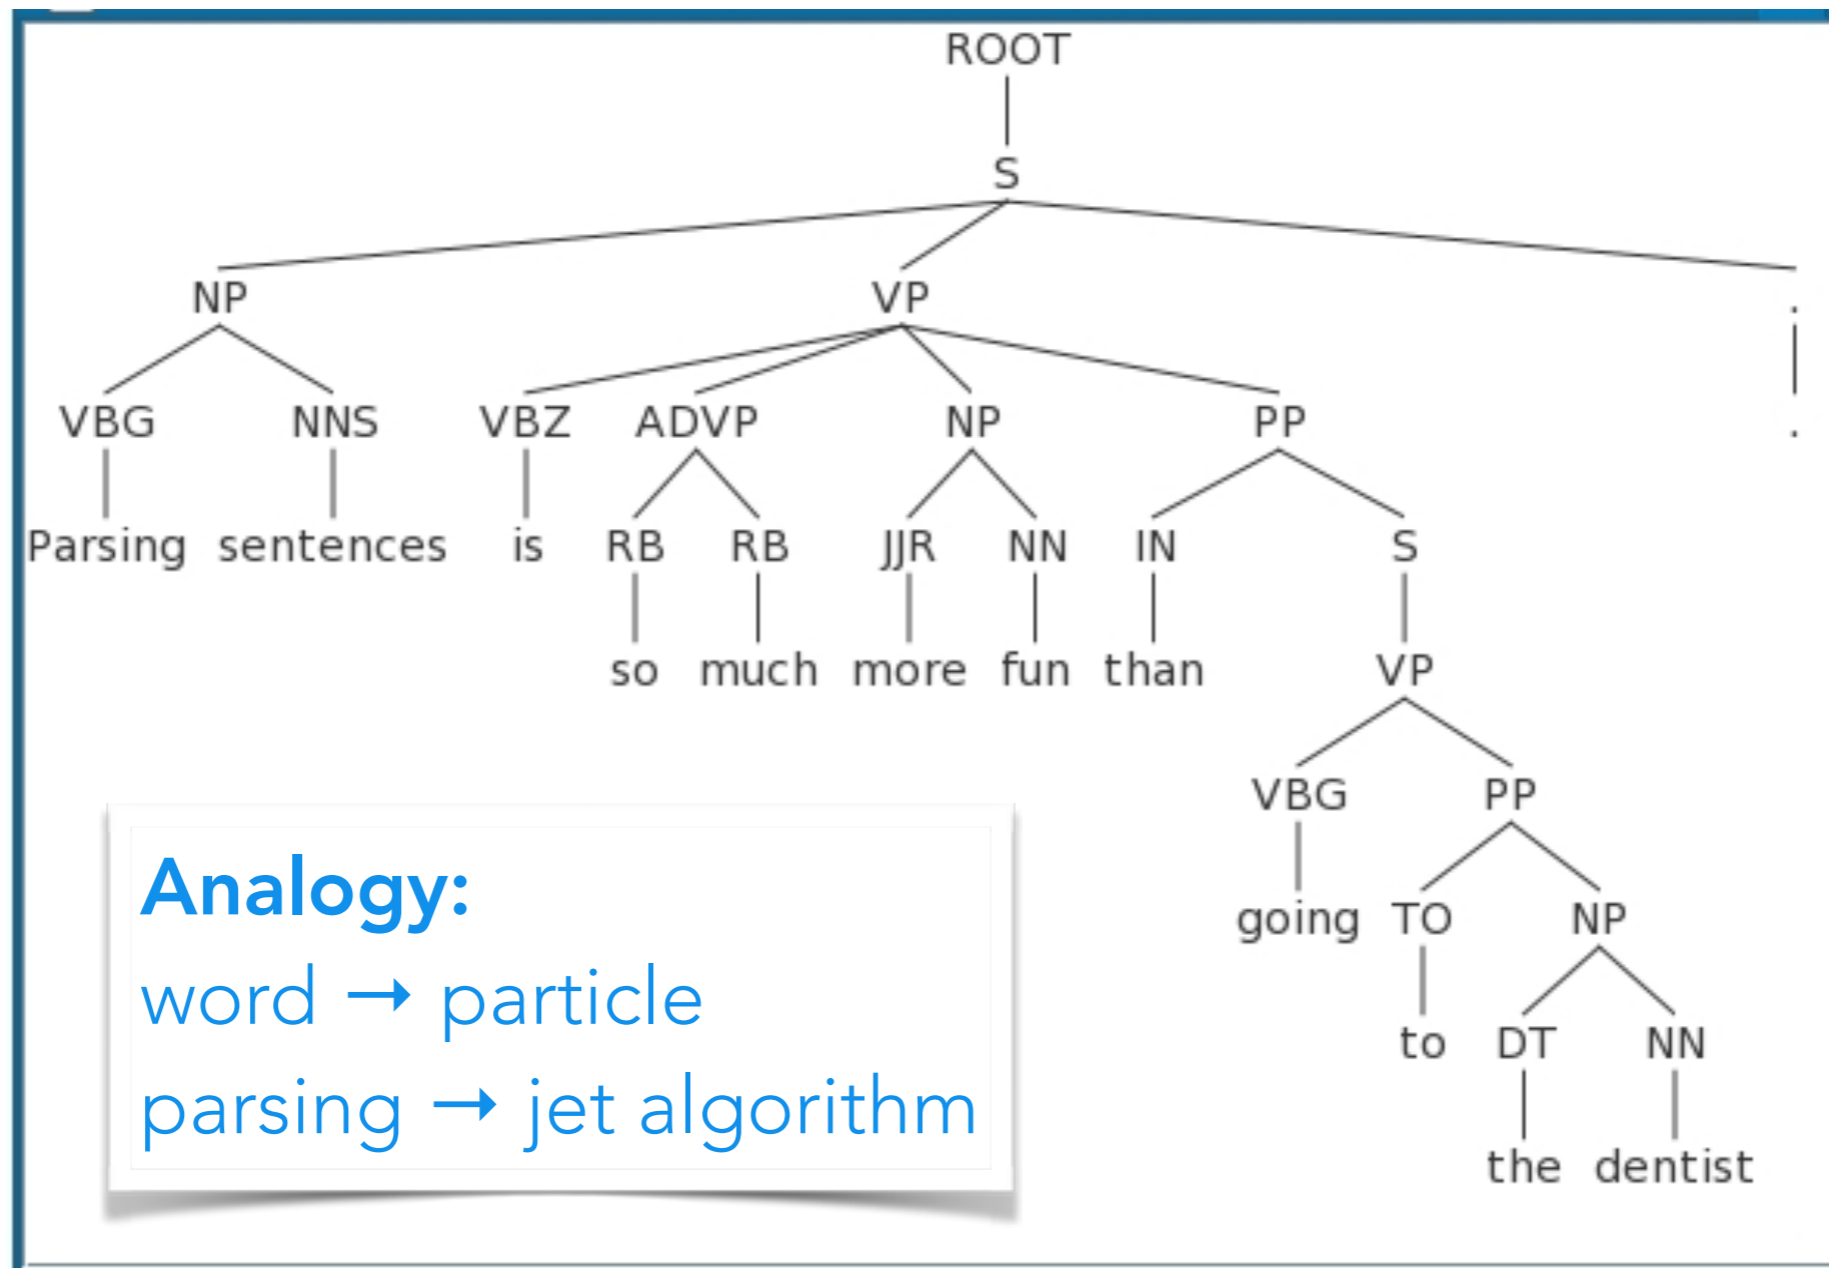 ROOT
S
NP VP .
VBG NNS VBZ ADVP NP PP .
Parsing sentences is RB RB JJR NN IN S
so much more fun than VP
VBG PP
Analogy:
going TO NP
word → particle
to DT NN
parsing → jet algorithm
the dentist